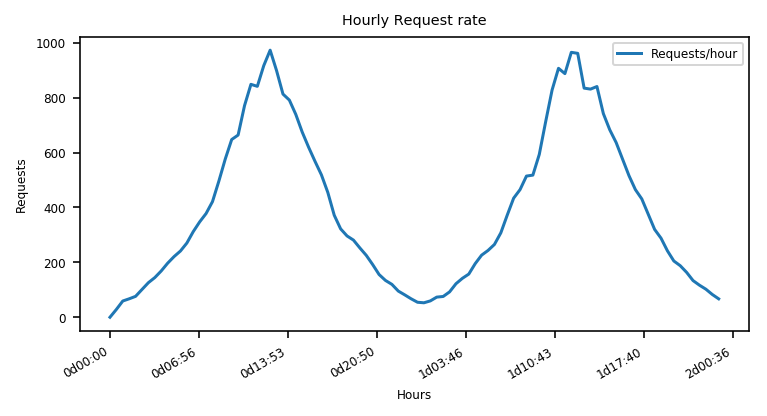 Hourly Request rate
Requests/hour
Requests
1000
800
600
400
200
0
0d00:00
0d06:56
0d13:53
0d20:50
1d03:46
1d10:43
1d17:40
2d00:36
Hours